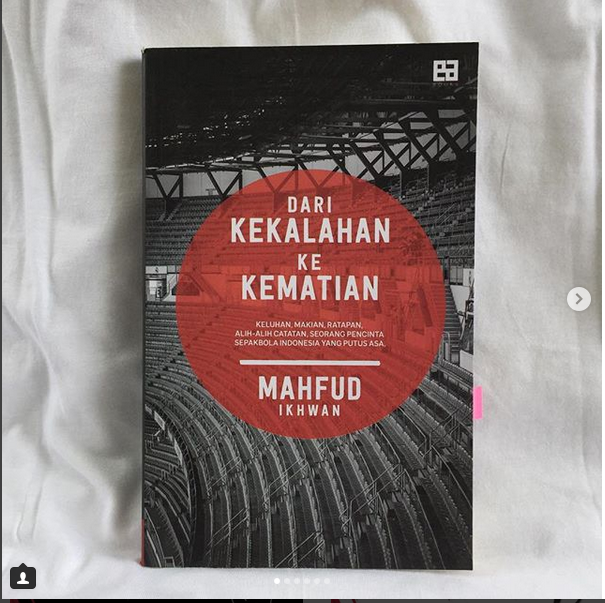 DARI
KEKALAHAN
KE
KEMATIAN
KELUHAN, MAKIAN, RATAPAN,
ALIH-ALIH CATATAN, SEORANG PENCINTA
SEPAKBOLA INDONESIA YANG PUTUS ASA.
MAHFUD
IKHWAN